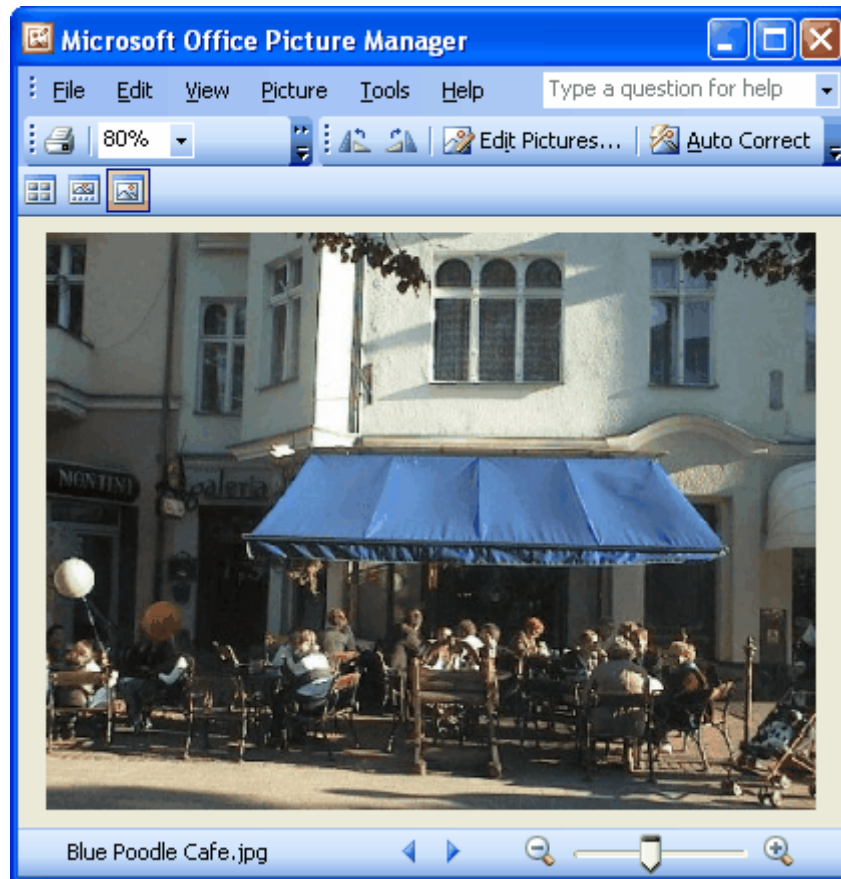 Microsoft Office Picture Manager
File Edit View Picture Tools Help Type a question for help
80% Edit Pictures... Auto Correct
MONTINI
galeria
Blue Poodle Cafe.jpg